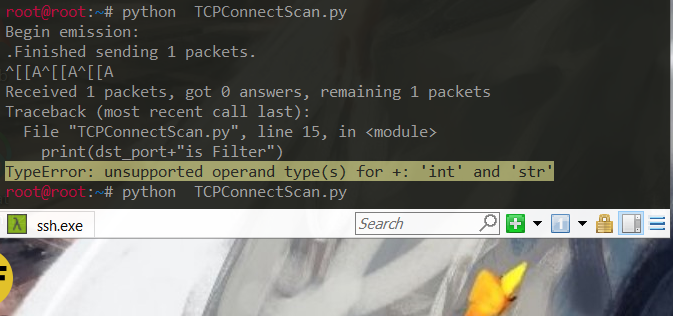 root@root:~# python  TCPConnectScan.py
Begin emission:
.Finished sending 1 packets.
^[[A^[[A^[[A
Received 1 packets, got 0 answers, remaining 1 packets
Traceback (most recent call last):
  File "TCPConnectScan.py", line 15, in <module>
    print(dst_port+"is Filter")
TypeError: unsupported operand type(s) for +: 'int' and 'str'
root@root:~# python  TCPConnectScan.py
λ ssh.exe
Search
1
F